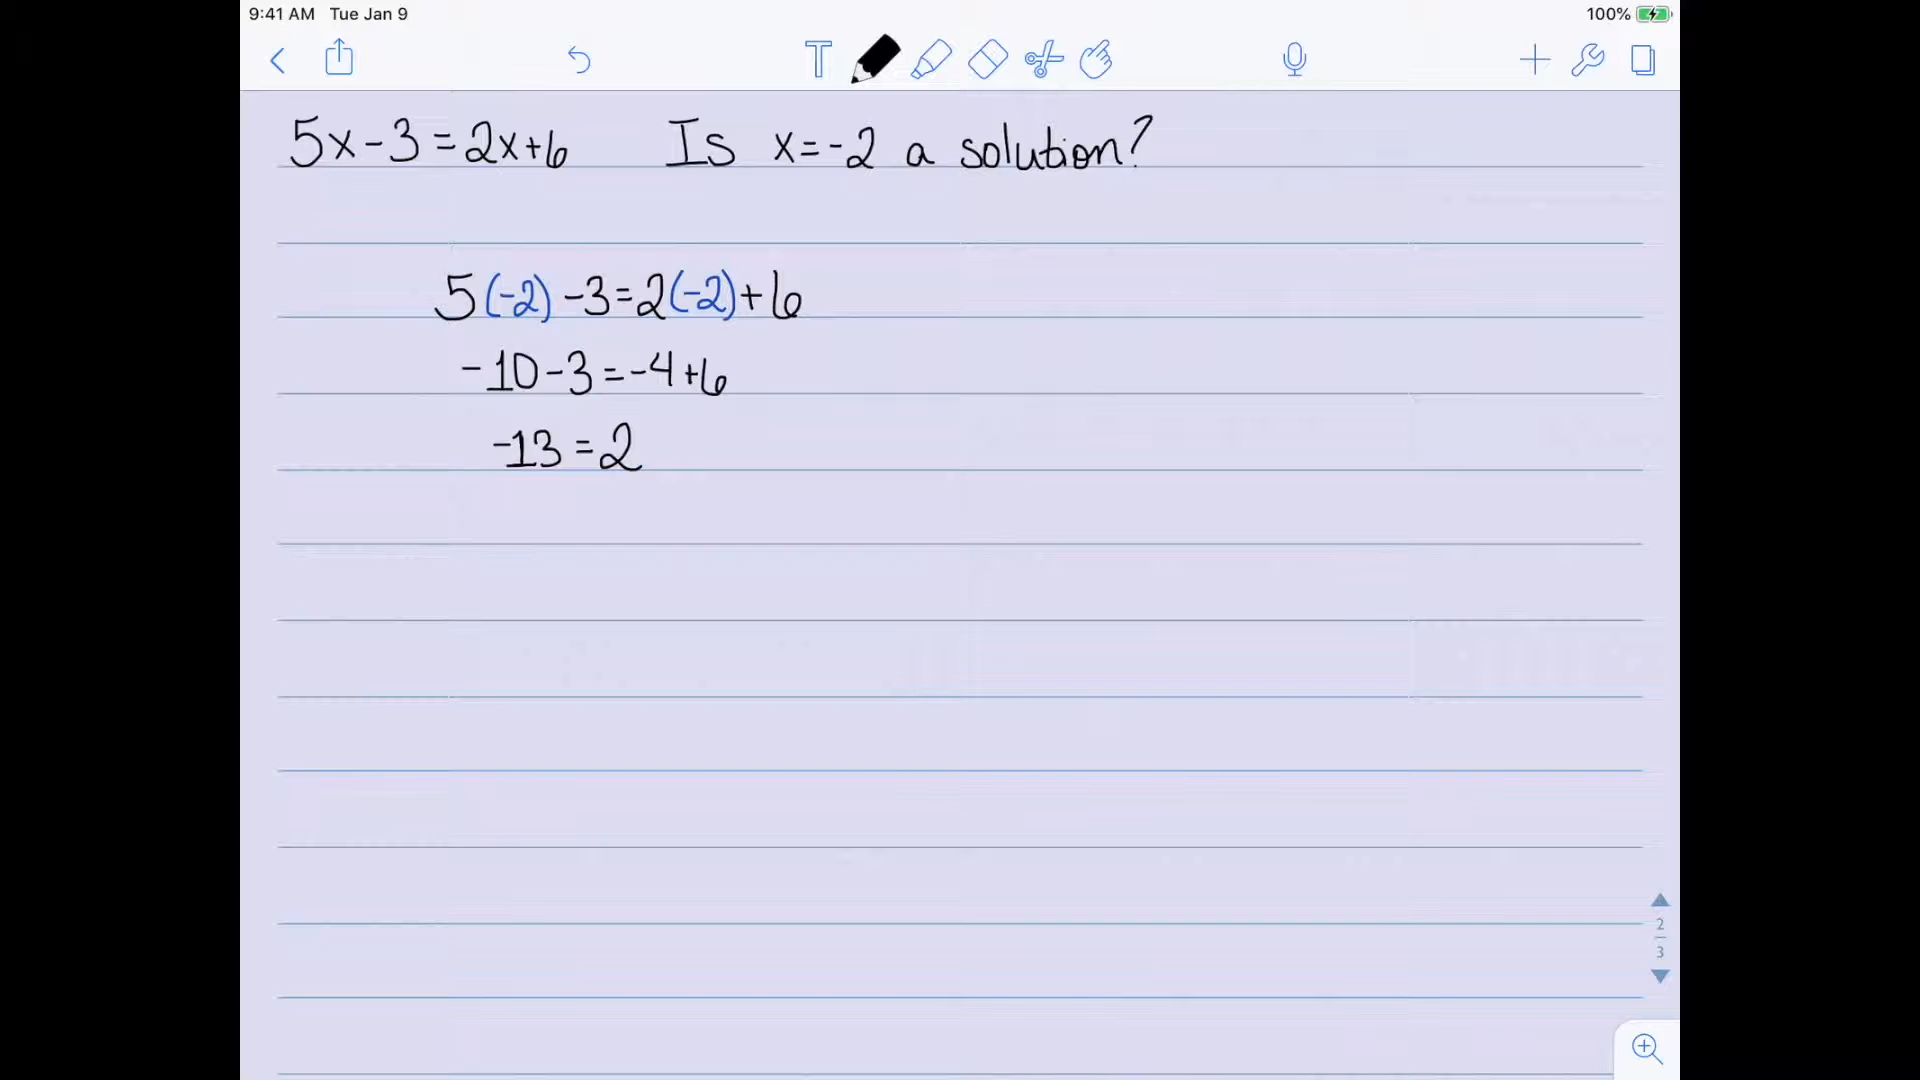 9:41 AM Tue Jan 9 100%
T
5x-3=2x+6 Is x=-2 a solution?
5(-2)-3=2(-2)+6
-10-3=-4+6
-13=2
2
3